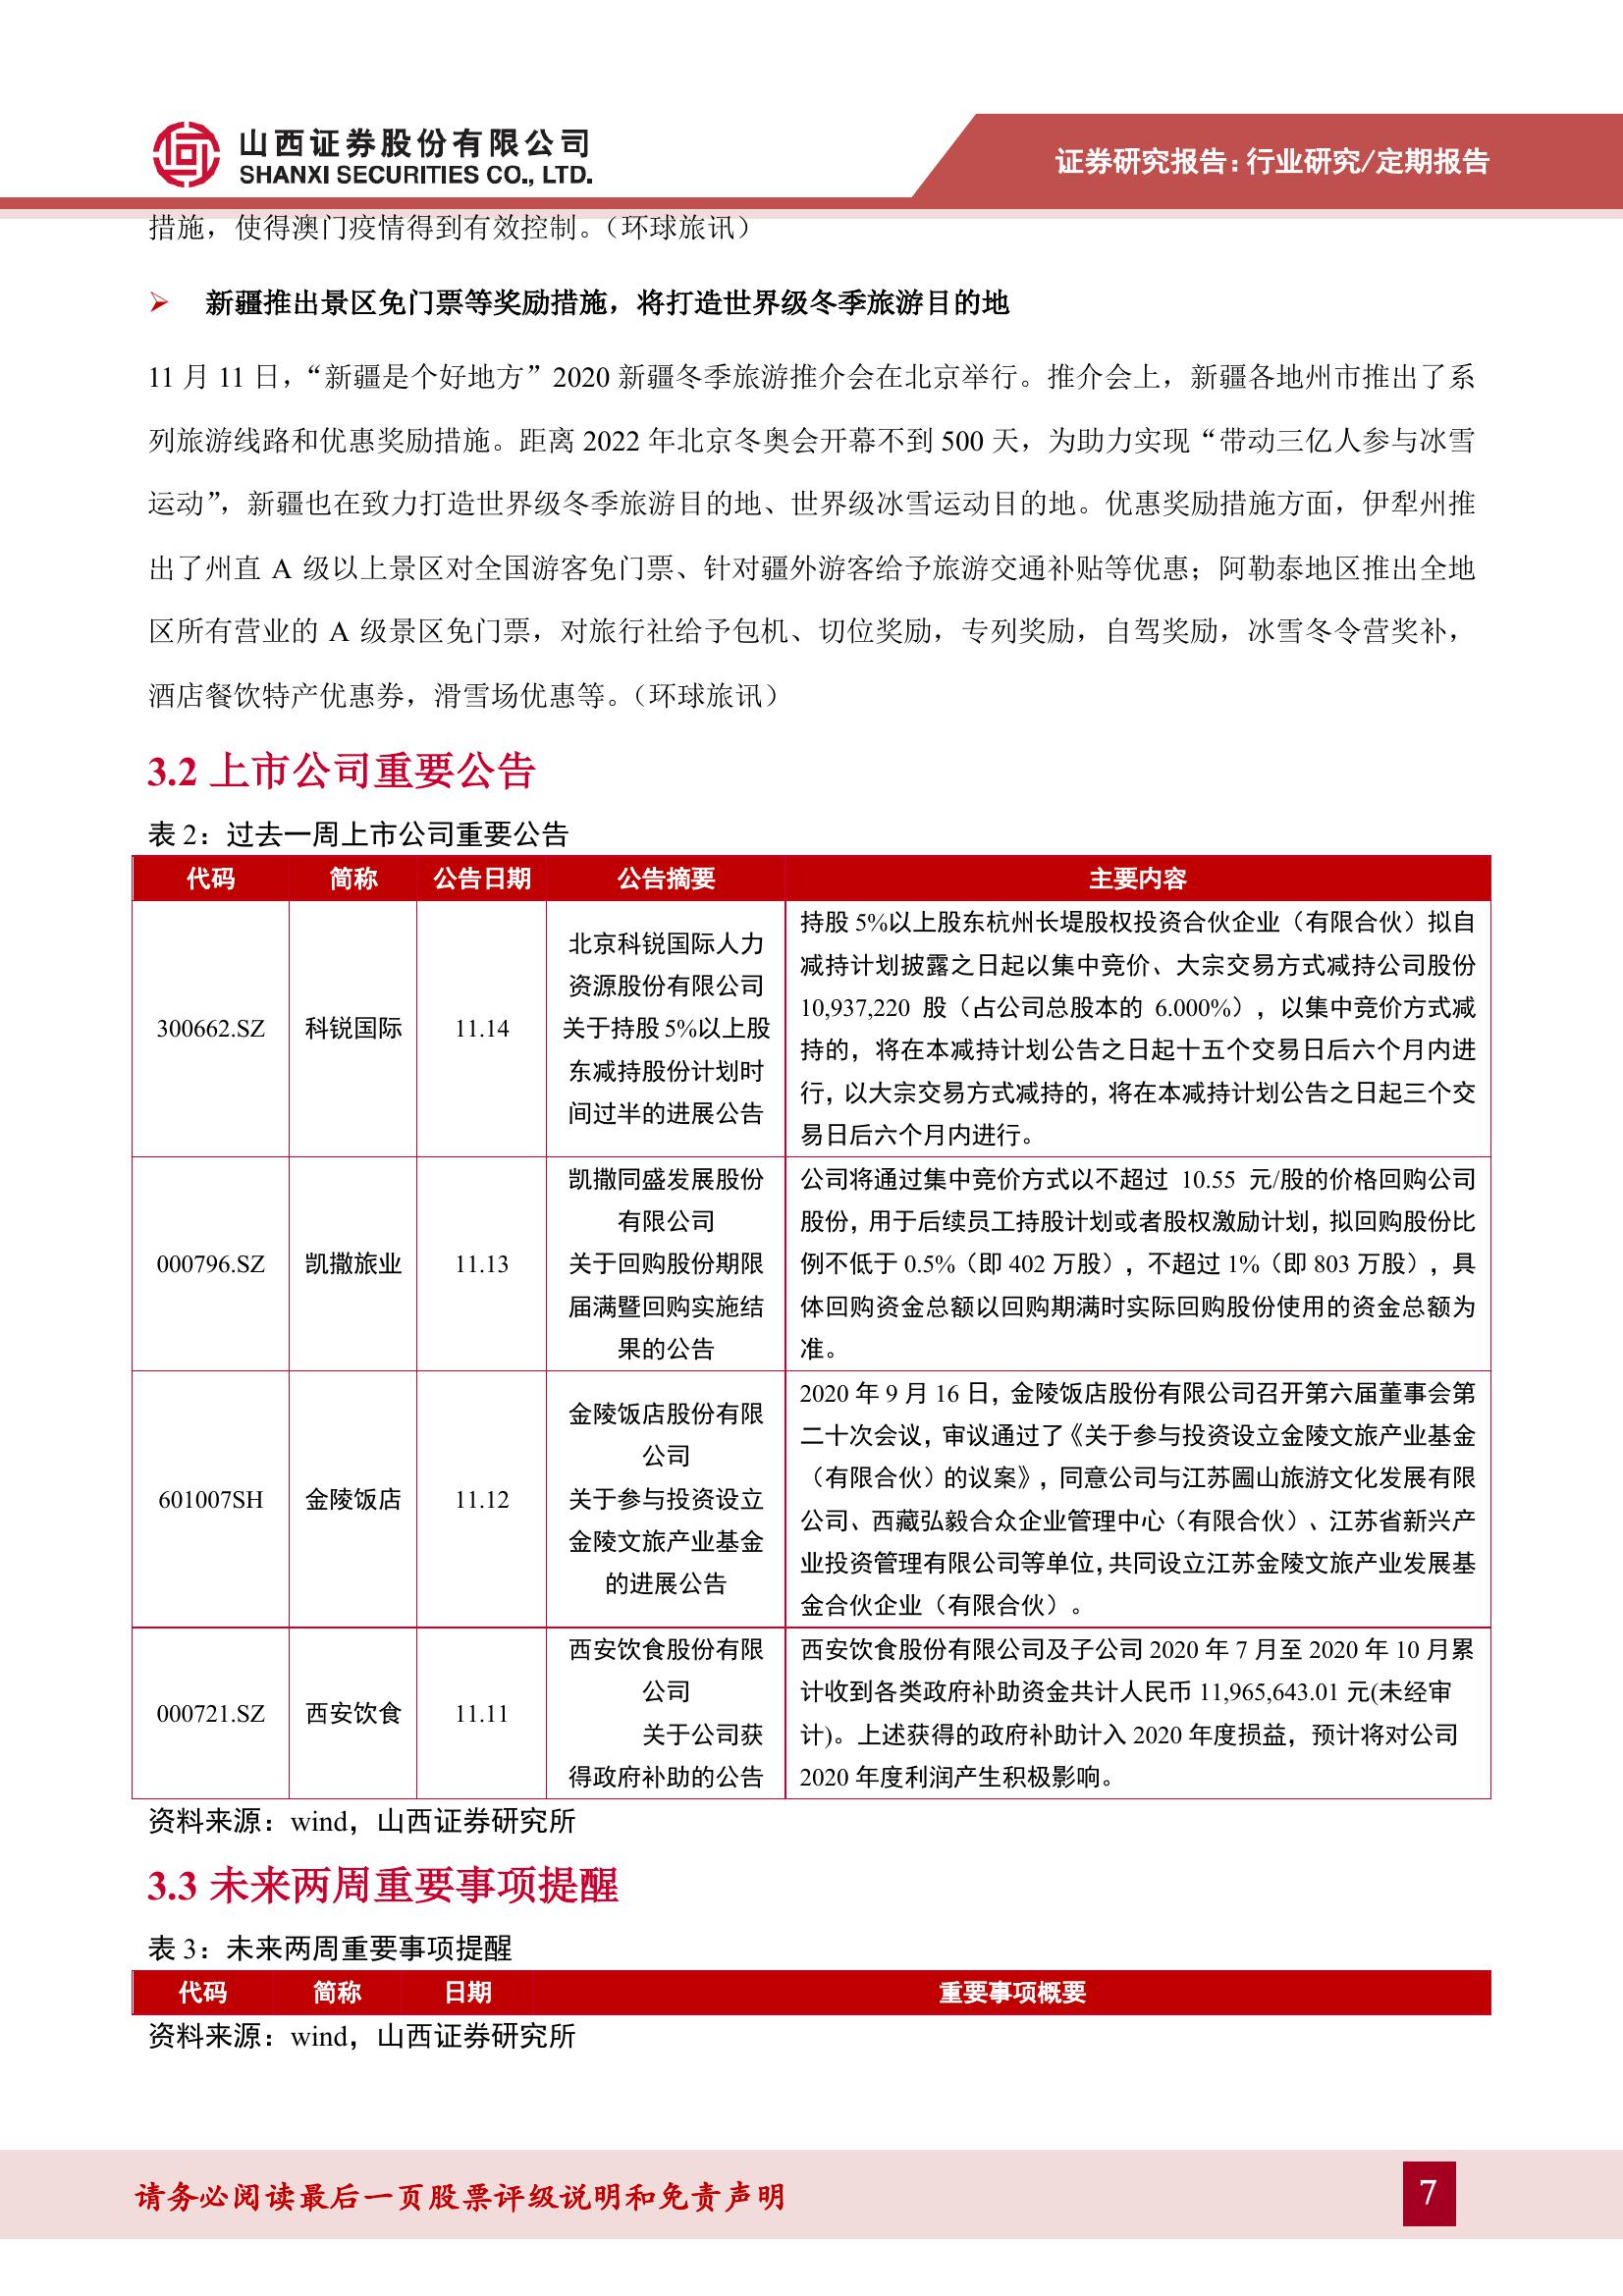 山西证券股份有限公司
SHANXI SECURITIES CO., LTD.
证券研究报告：行业研究/定期报告
措施，使得澳门疫情得到有效控制。（环球旅讯）
➢ 新疆推出景区免门票等奖励措施，将打造世界级冬季旅游目的地
11 月 11 日，“新疆是个好地方”2020 新疆冬季旅游推介会在北京举行。推介会上，新疆各地州市推出了系
列旅游线路和优惠奖励措施。距离 2022 年北京冬奥会开幕不到 500 天，为助力实现“带动三亿人参与冰雪
运动”，新疆也在致力打造世界级冬季旅游目的地、世界级冰雪运动目的地。优惠奖励措施方面，伊犁州推
出了州直 A 级以上景区对全国游客免门票、针对疆外游客给予旅游交通补贴等优惠；阿勒泰地区推出全地
区所有营业的 A 级景区免门票，对旅行社给予包机、切位奖励，专列奖励，自驾奖励，冰雪冬令营奖补，
酒店餐饮特产优惠券，滑雪场优惠等。（环球旅讯）
3.2 上市公司重要公告
表 2：过去一周上市公司重要公告
代码 简称 公告日期 公告摘要 主要内容
300662.SZ 科锐国际 11.14
北京科锐国际人力
资源股份有限公司
关于持股 5%以上股
东减持股份计划时
间过半的进展公告
持股 5%以上股东杭州长堤股权投资合伙企业（有限合伙）拟自
减持计划披露之日起以集中竞价、大宗交易方式减持公司股份
10,937,220 股（占公司总股本的 6.000%），以集中竞价方式减
持的，将在本减持计划公告之日起十五个交易日后六个月内进
行，以大宗交易方式减持的，将在本减持计划公告之日起三个交
易日后六个月内进行。
000796.SZ 凯撒旅业 11.13
凯撒同盛发展股份
有限公司
关于回购股份期限
届满暨回购实施结
果的公告
公司将通过集中竞价方式以不超过 10.55 元/股的价格回购公司
股份，用于后续员工持股计划或者股权激励计划，拟回购股份比
例不低于 0.5%（即 402 万股），不超过 1%（即 803 万股），具
体回购资金总额以回购期满时实际回购股份使用的资金总额为
准。
601007SH 金陵饭店 11.12
金陵饭店股份有限
公司
关于参与投资设立
金陵文旅产业基金
的进展公告
2020 年 9 月 16 日，金陵饭店股份有限公司召开第六届董事会第
二十次会议，审议通过了《关于参与投资设立金陵文旅产业基金
（有限合伙）的议案》，同意公司与江苏圌山旅游文化发展有限
公司、西藏弘毅合众企业管理中心（有限合伙）、江苏省新兴产
业投资管理有限公司等单位，共同设立江苏金陵文旅产业发展基
金合伙企业（有限合伙）。
000721.SZ 西安饮食 11.11
西安饮食股份有限
公司
关于公司获
得政府补助的公告
西安饮食股份有限公司及子公司 2020 年 7 月至 2020 年 10 月累
计收到各类政府补助资金共计人民币 11,965,643.01 元(未经审
计)。上述获得的政府补助计入 2020 年度损益，预计将对公司
2020 年度利润产生积极影响。
资料来源：wind，山西证券研究所
3.3 未来两周重要事项提醒
表 3：未来两周重要事项提醒
代码 简称 日期 重要事项概要
资料来源：wind，山西证券研究所
请务必阅读最后一页股票评级说明和免责声明
7